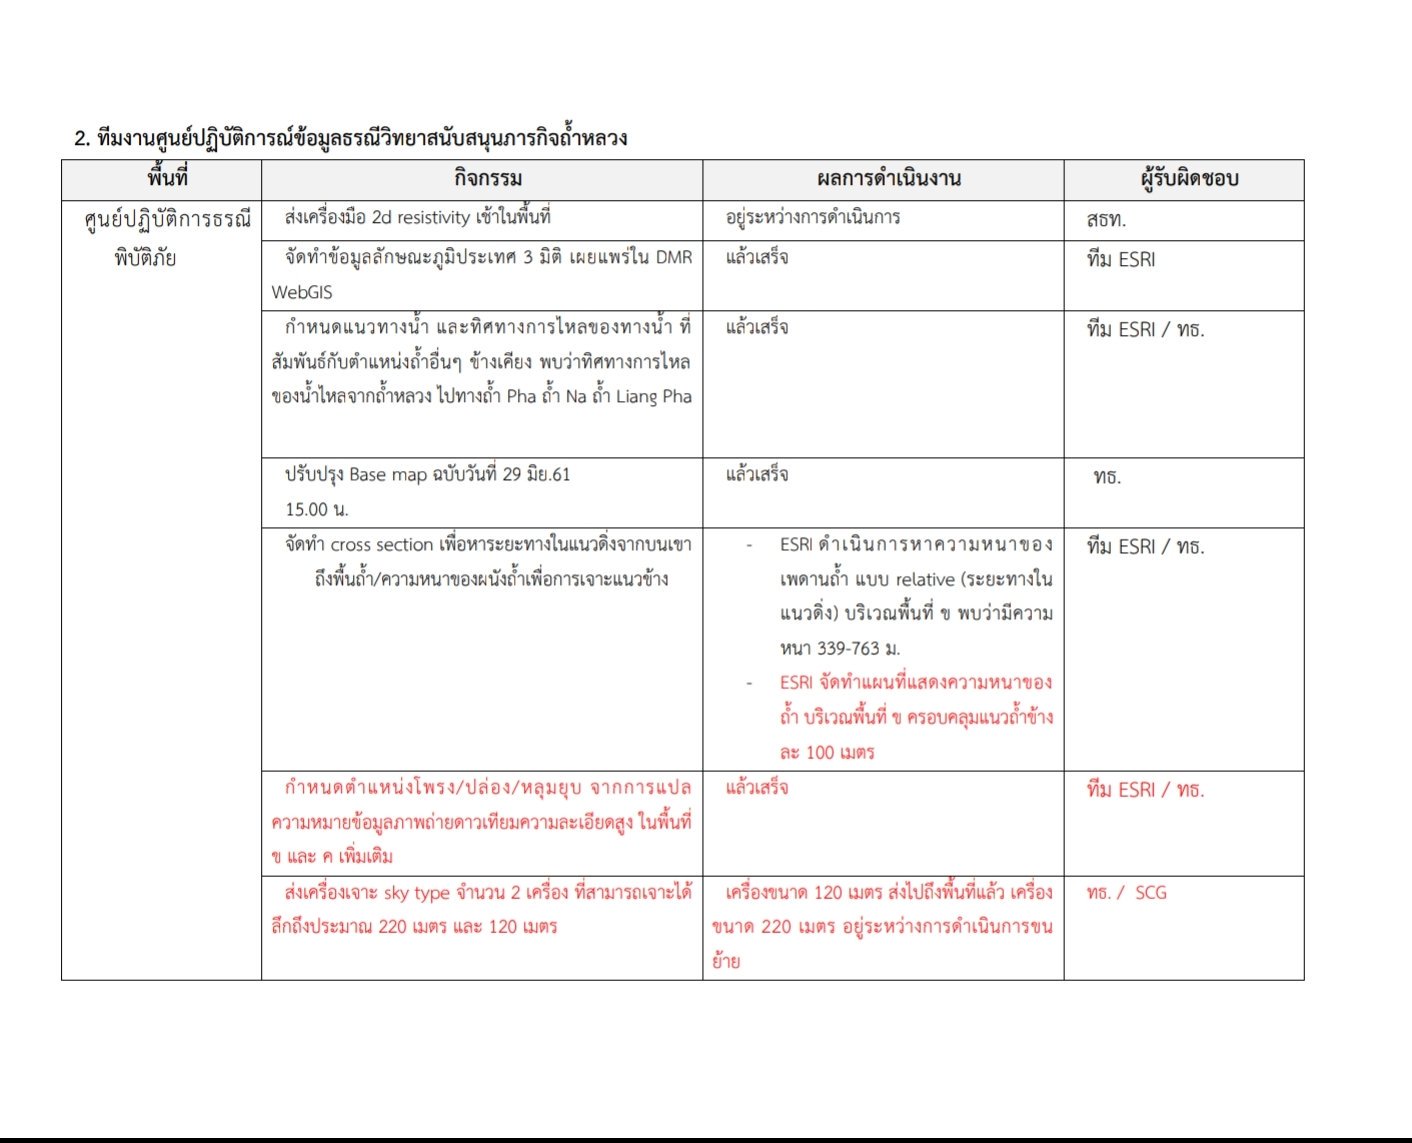 2. ทีมงานศูนย์ปฏิบัติการณ์ข้อมูลธรณีวิทยาสนับสนุนภารกิจถ้ำหลวง
พื้นที่ กิจกรรม ผลการดำเนินงาน ผู้รับผิดชอบ
ศูนย์ปฏิบัติการธรณี
พิบัติภัย
ส่งเครื่องมือ 2d resistivity เช้าในพื้นที่
อยู่ระหว่างการดำเนินการ
สธท.
จัดทำข้อมูลลักษณะภูมิประเทศ 3 มิติ เผยแพร่ใน DMR
WebGIS
แล้วเสร็จ
ทีม ESRI
กำหนดแนวทางน้ำ และทิศทางการไหลของทางน้ำ ที่
สัมพันธ์กับตำแหน่งถ้ำอื่นๆ ข้างเคียง พบว่าทิศทางการไหล
ของน้ำไหลจากถ้ำหลวง ไปทางถ้ำ Pha ถ้ำ Na ถ้ำ Liang Pha
แล้วเสร็จ
ทีม ESRI / ทธ.
ปรับปรุง Base map ฉบับวันที่ 29 มิย.61
15.00 น.
แล้วเสร็จ
ทธ.
จัดทำ cross section เพื่อหาระยะทางในแนวดิ่งจากบนเขา
ถึงพื้นถ้ำ/ความหนาของผนังถ้ำเพื่อการเจาะแนวข้าง
- ESRI ดำเนินการหาความหนาของ
เพดานถ้ำ แบบ relative (ระยะทางใน
แนวดิ่ง) บริเวณพื้นที่ ข พบว่ามีความ
หนา 339-763 ม.
- ESRI จัดทำแผนที่แสดงความหนาของ
ถ้ำ บริเวณพื้นที่ ข ครอบคลุมแนวถ้ำข้าง
ละ 100 เมตร
ทีม ESRI / ทธ.
กำหนดตำแหน่งโพรง/ปล่อง/หลุมยุบ จากการแปล
ความหมายข้อมูลภาพถ่ายดาวเทียมความละเอียดสูง ในพื้นที่
ข และ ค เพิ่มเติม
แล้วเสร็จ
ทีม ESRI / ทธ.
ส่งเครื่องเจาะ sky type จำนวน 2 เครื่อง ที่สามารถเจาะได้
ลึกถึงประมาณ 220 เมตร และ 120 เมตร
เครื่องขนาด 120 เมตร ส่งไปถึงพื้นที่แล้ว เครื่อง
ขนาด 220 เมตร อยู่ระหว่างการดำเนินการขน
ย้าย
ทธ. / SCG